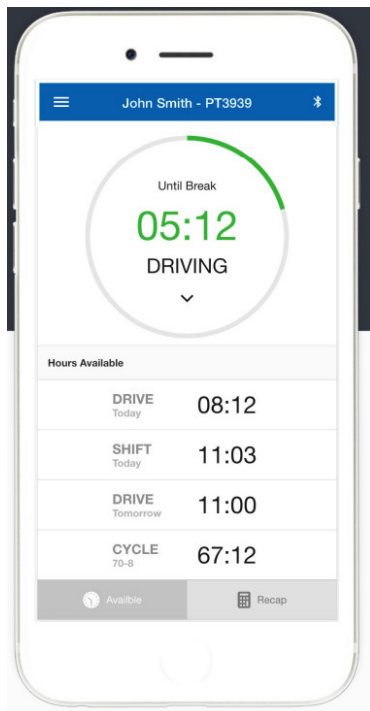 John Smith - PT3939
Until Break
05:12
DRIVING
Hours Available
DRIVE
Today
08:12
SHIFT
Today
11:03
DRIVE
Tomorrow
11:00
CYCLE
70-8
67:12
Availble
Recap